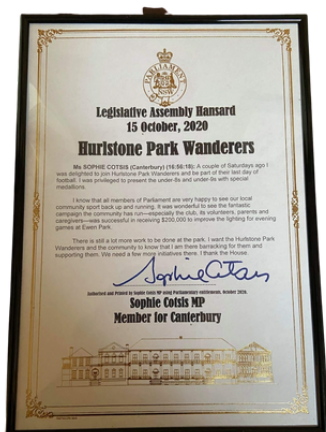 PARLIAMENT
NSW
Legislative Assembly Hansard
15 October, 2020
Hurlstone Park Wanderers
Ms SOPHIE COTSIS (Canterbury) (16:56:16): A couple of Saturdays ago I
was delighted to join Hurlstone Park Wanderers and be part of their last day of
football. I was privileged to present the under-8s and under-9s with special
medallions.
I know that all members of Parliament are very happy to see our local
community sport back up and running. It was wonderful to see the fantastic
campaign the community has run—especially the club, its volunteers, parents and
caregivers—was successful in receiving $200,000 to improve the lighting for evening
games at Ewen Park.
There is still a lot more work to be done at the park. I want the Hurlstone Park
Wanderers and the community to know that I am there barracking for them and
supporting them. We need a few more initiatives there. I thank the House
Sophie Cotsis
Authorised and Printed by Sophie Cotsis MP using Parliamentary entitlements, October 2020.
Sophie Cotsis MP
Member for Canterbury